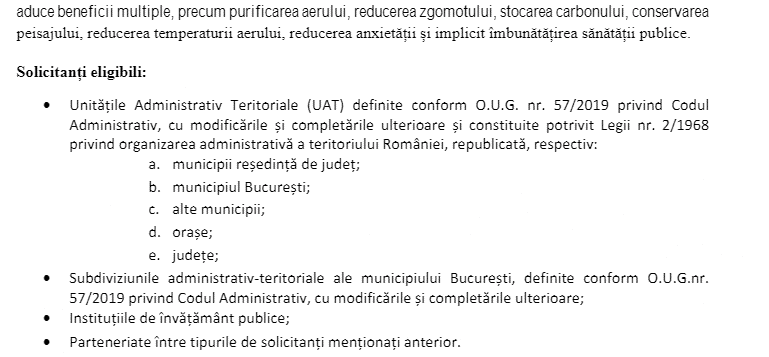 aduce beneficii multiple, precum purificarea aerului, reducerea zgomotului, stocarea carbonului, conservarea
peisajului, reducerea temperaturii aerului, reducerea anxietății și implicit îmbunătățirea sănătății publice.
Solicitanți eligibili:
• Unitățile Administrativ Teritoriale (UAT) definite conform O.U.G. nr. 57/2019 privind Codul
Administrativ, cu modificările și completările ulterioare și constituite potrivit Legii nr. 2/1968
privind organizarea administrativă a teritoriului României, republicată, respectiv:
a. municipii reședință de județ;
b. municipiul București;
c. alte municipii;
d. orașe;
e. județe;
• Subdiviziunile administrativ-teritoriale ale municipiului București, definite conform O.U.G.nr.
57/2019 privind Codul Administrativ, cu modificările și completările ulterioare;
• Instituțiile de învățământ publice;
• Parteneriate între tipurile de solicitanți menționați anterior.